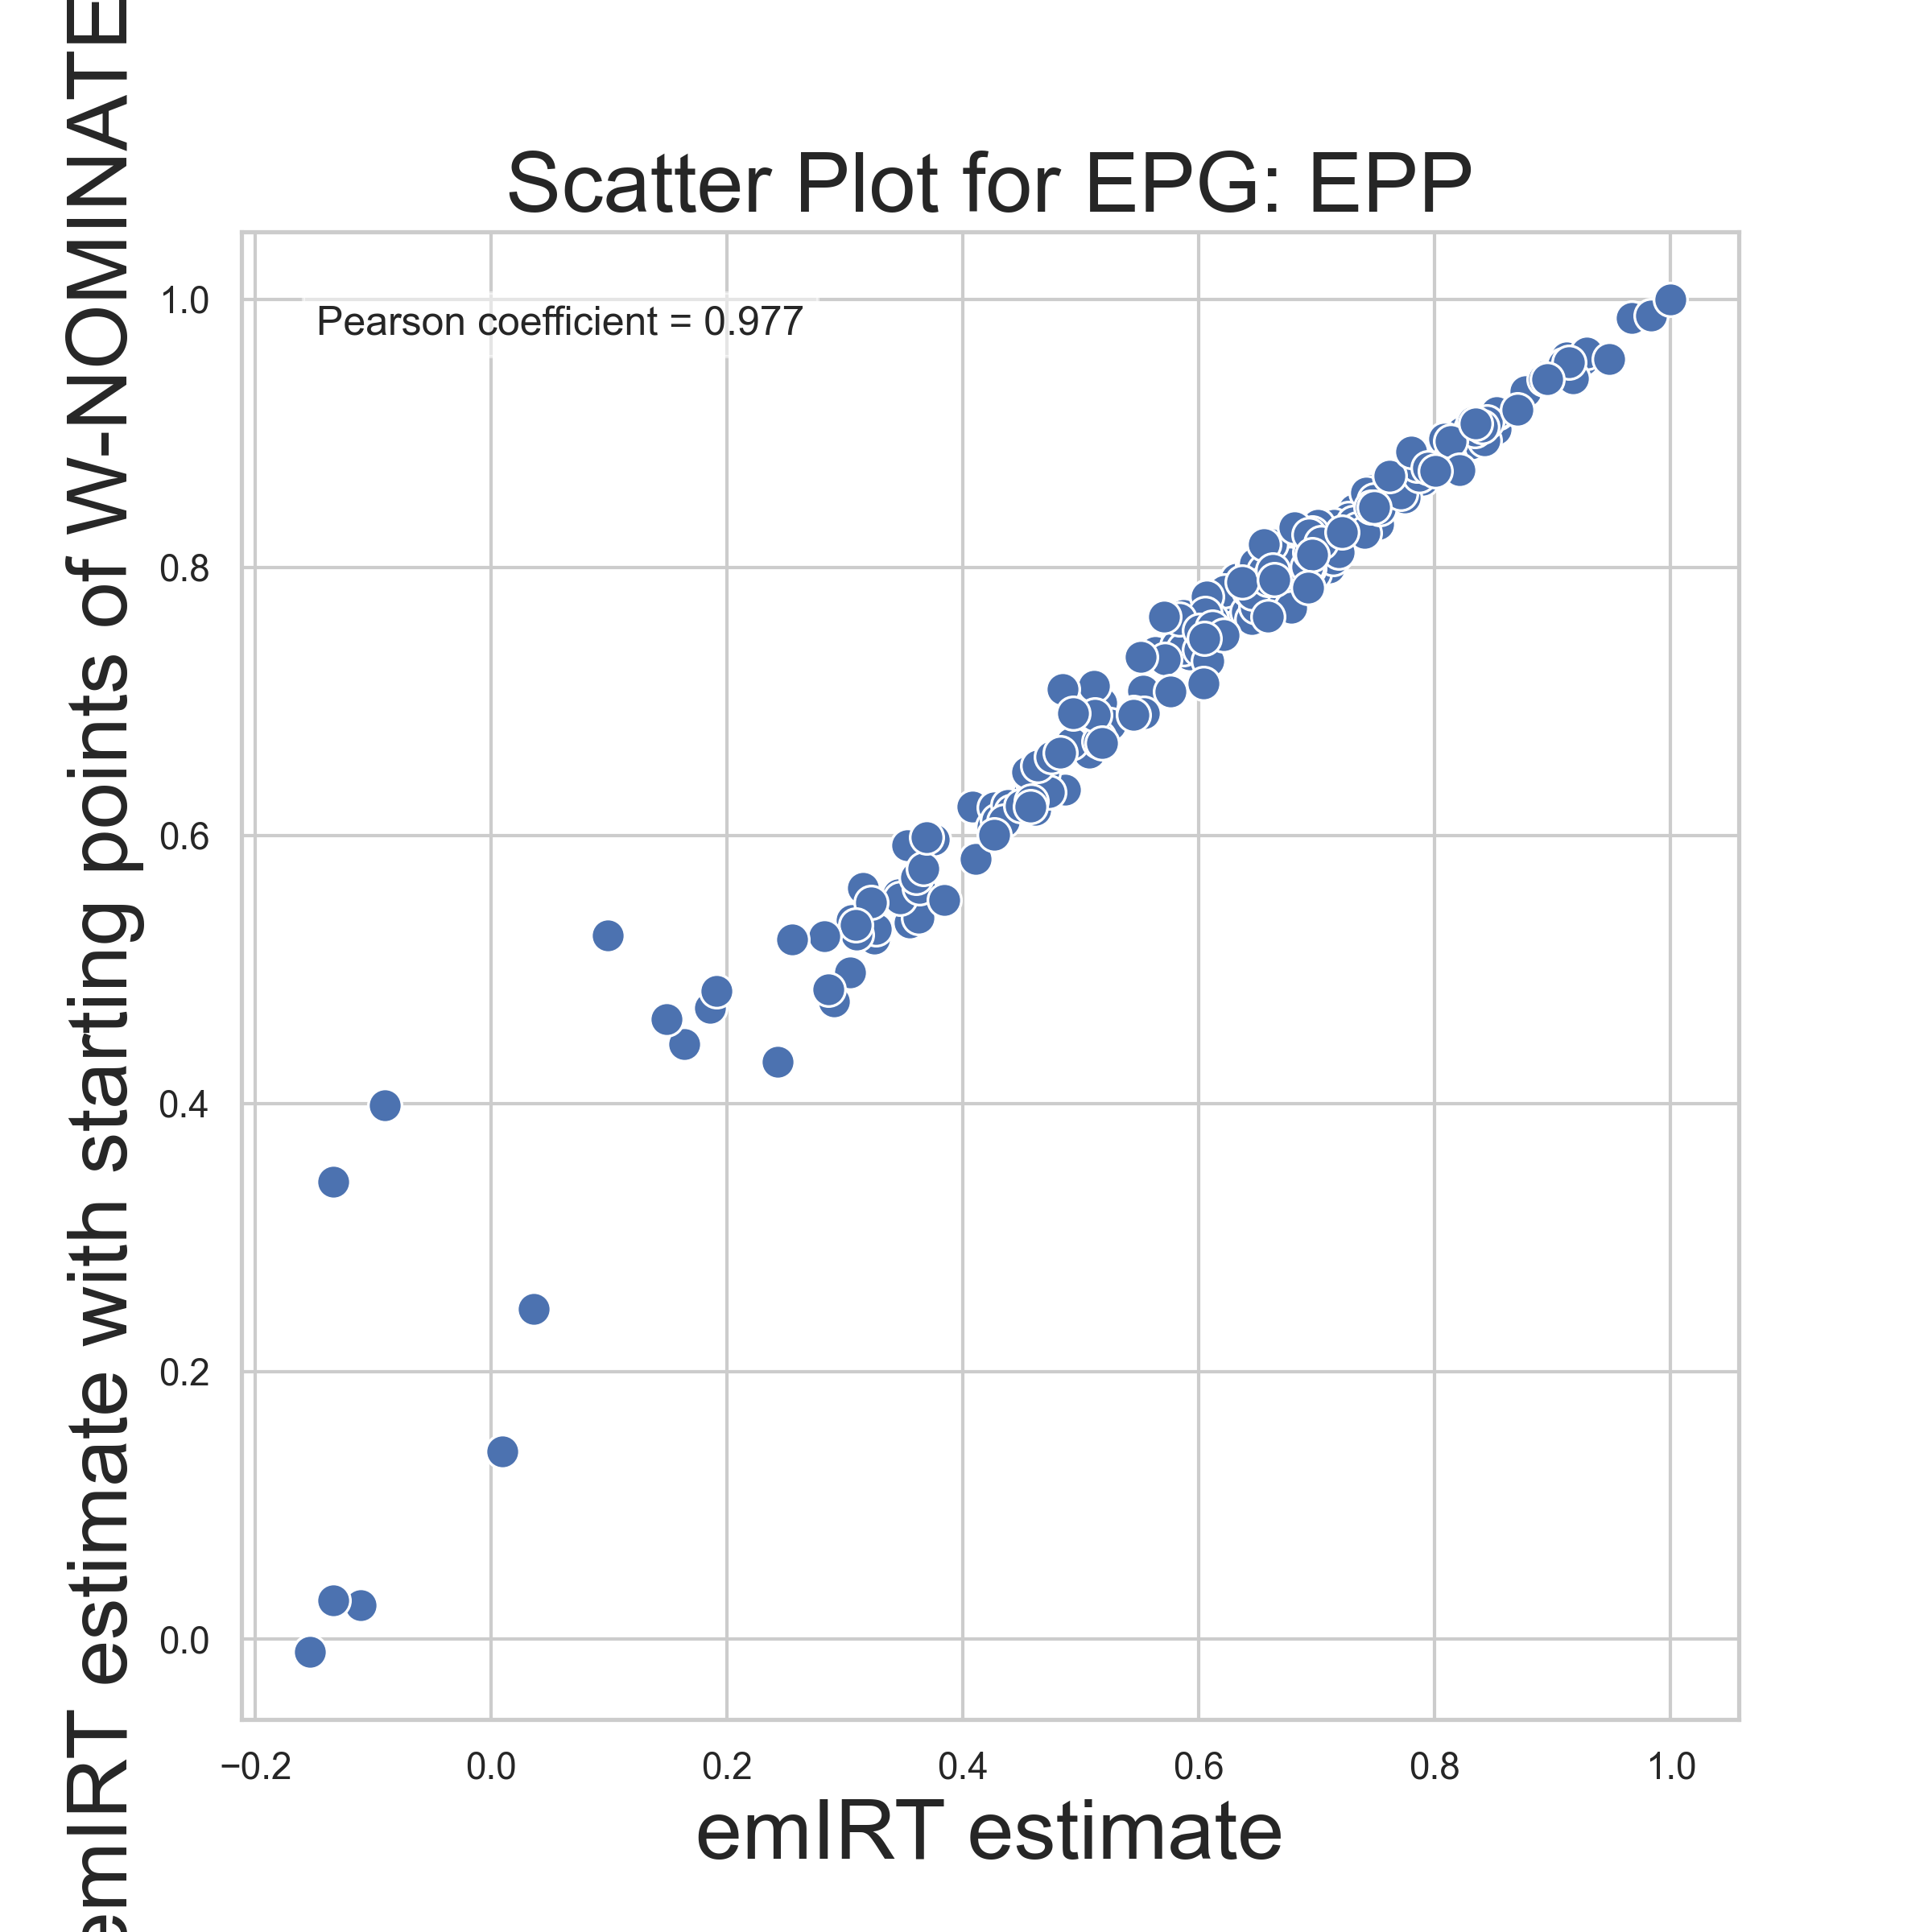 Scatter Plot for EPG: EPP
emIRT estimate with starting points of W-NOMINATE
Pearson coefficient = 0.977
1.0
0.8
0.6
0.4
0.2
0.0
−0.2 0.0 0.2 0.4 0.6 0.8 1.0
emIRT estimate